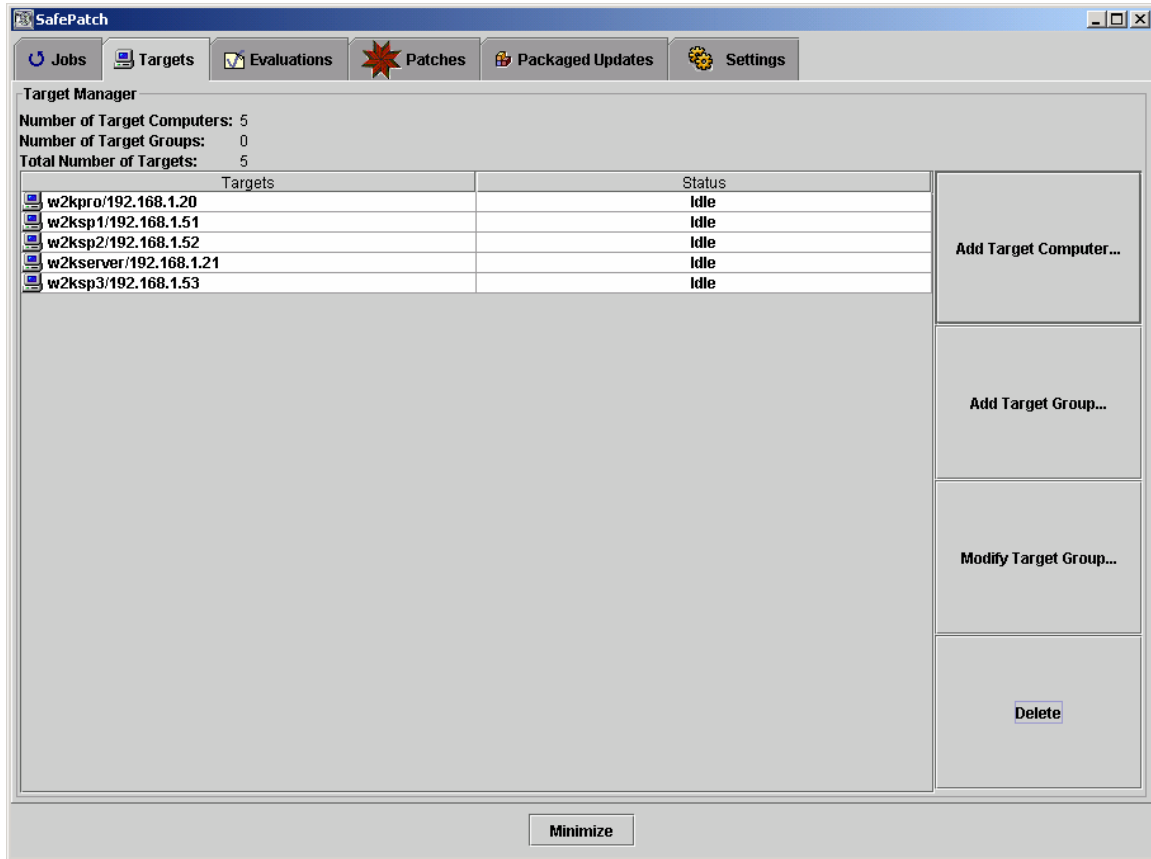 SafePatch
Jobs Targets Evaluations Patches Packaged Updates Settings
Target Manager
Number of Target Computers: 5
Number of Target Groups: 0
Total Number of Targets: 5
Targets Status
w2kpro/192.168.1.20 Idle
w2ksp1/192.168.1.51 Idle
w2ksp2/192.168.1.52 Idle
w2kserver/192.168.1.21 Idle
w2ksp3/192.168.1.53 Idle
Add Target Computer...
Add Target Group...
Modify Target Group...
Delete
Minimize